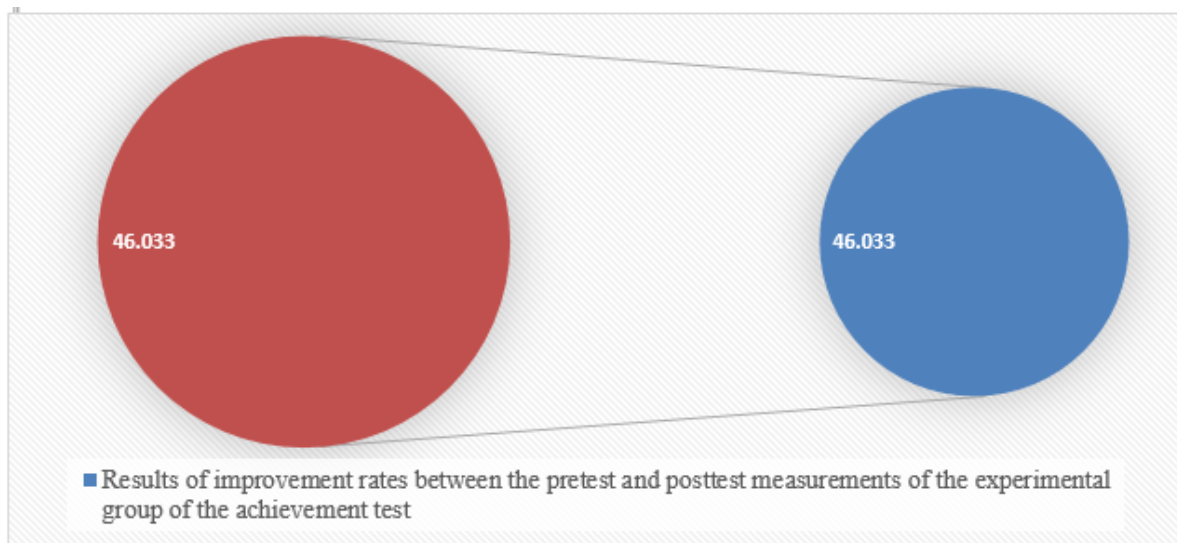 46.033
46.033
Results of improvement rates between the pretest and posttest measurements of the experimental
group of the achievement test